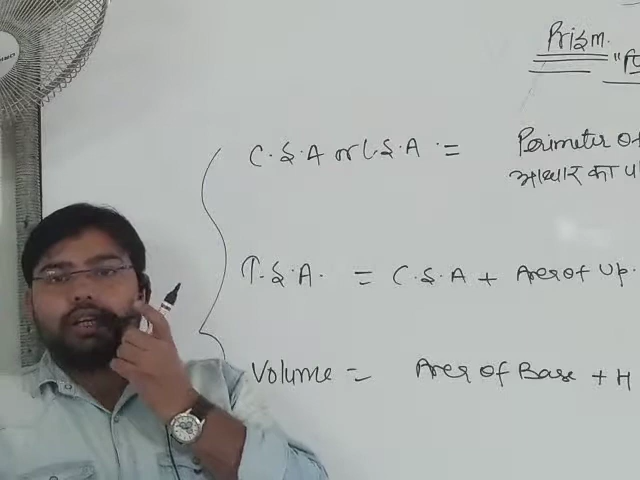 Prism.
C.S.A or L.S.A = Perimeter of
आधार का
T.S.A. = C.S.A + Area of Up.
Volume = Area of Base + H